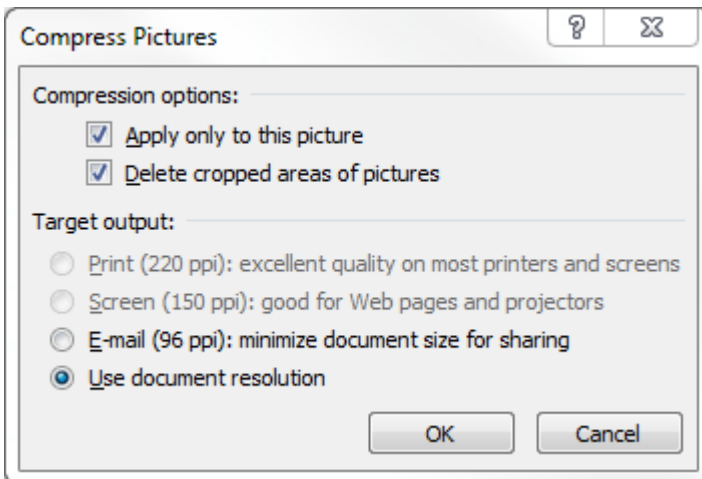 Compress Pictures
Compression options:
Apply only to this picture
Delete cropped areas of pictures
Target output:
Print (220 ppi): excellent quality on most printers and screens
Screen (150 ppi): good for Web pages and projectors
E-mail (96 ppi): minimize document size for sharing
Use document resolution
OK Cancel